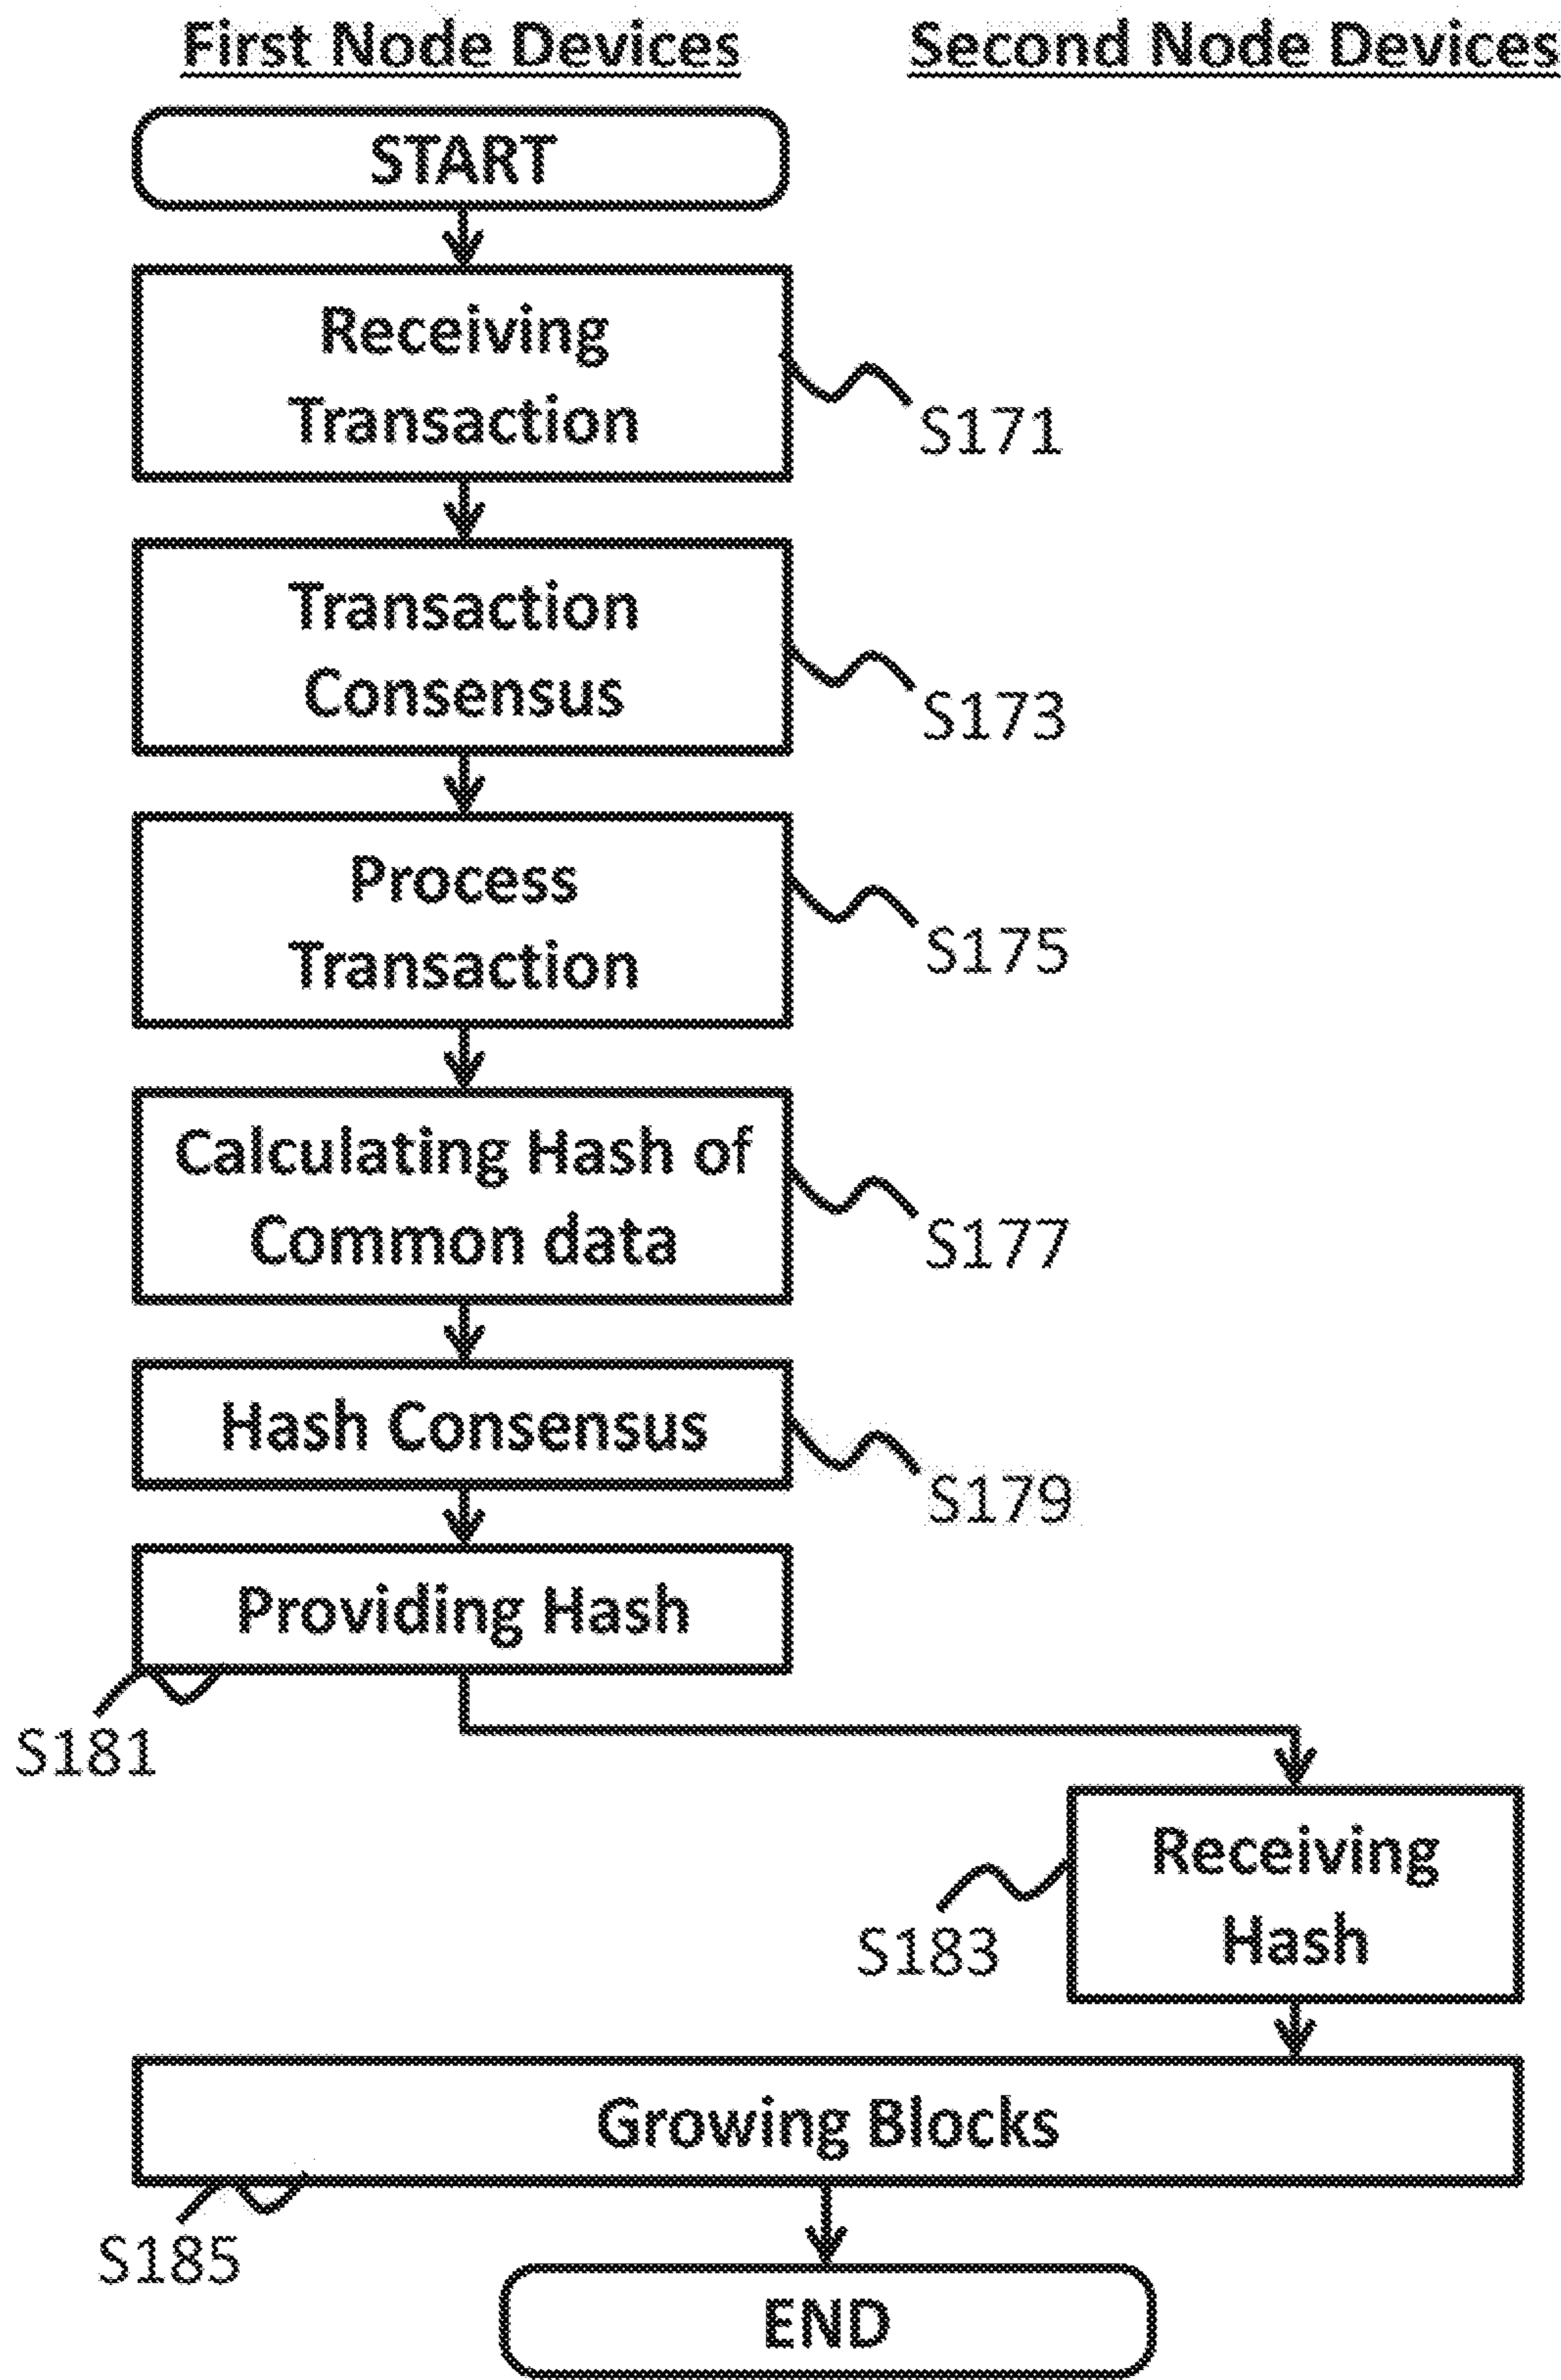 First Node Devices
Second Node Devices
START
Receiving
Transaction
S171
Transaction
Consensus
S173
Process
Transaction
S175
Calculating Hash of
Common data
S177
Hash Consensus
S179
Providing Hash
S181
Receiving
Hash
S183
Growing Blocks
S185
END